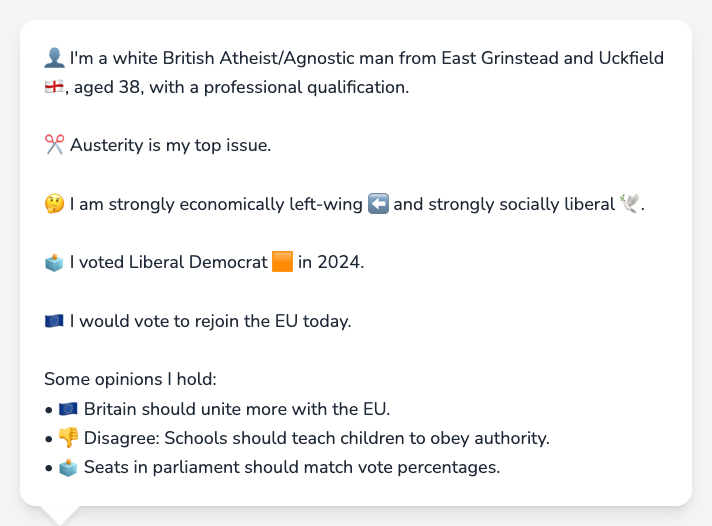 👤 I'm a white British Atheist/Agnostic man from East Grinstead and Uckfield
🏴󠁧󠁢󠁥󠁮󠁧󠁿, aged 38, with a professional qualification.
✂️ Austerity is my top issue.
🤔 I am strongly economically left-wing ⬅️ and strongly socially liberal 🕊️.
🗳️ I voted Liberal Democrat 🟧 in 2024.
🇪🇺 I would vote to rejoin the EU today.
Some opinions I hold:
• 🇪🇺 Britain should unite more with the EU.
• 👎 Disagree: Schools should teach children to obey authority.
• 🗳️ Seats in parliament should match vote percentages.